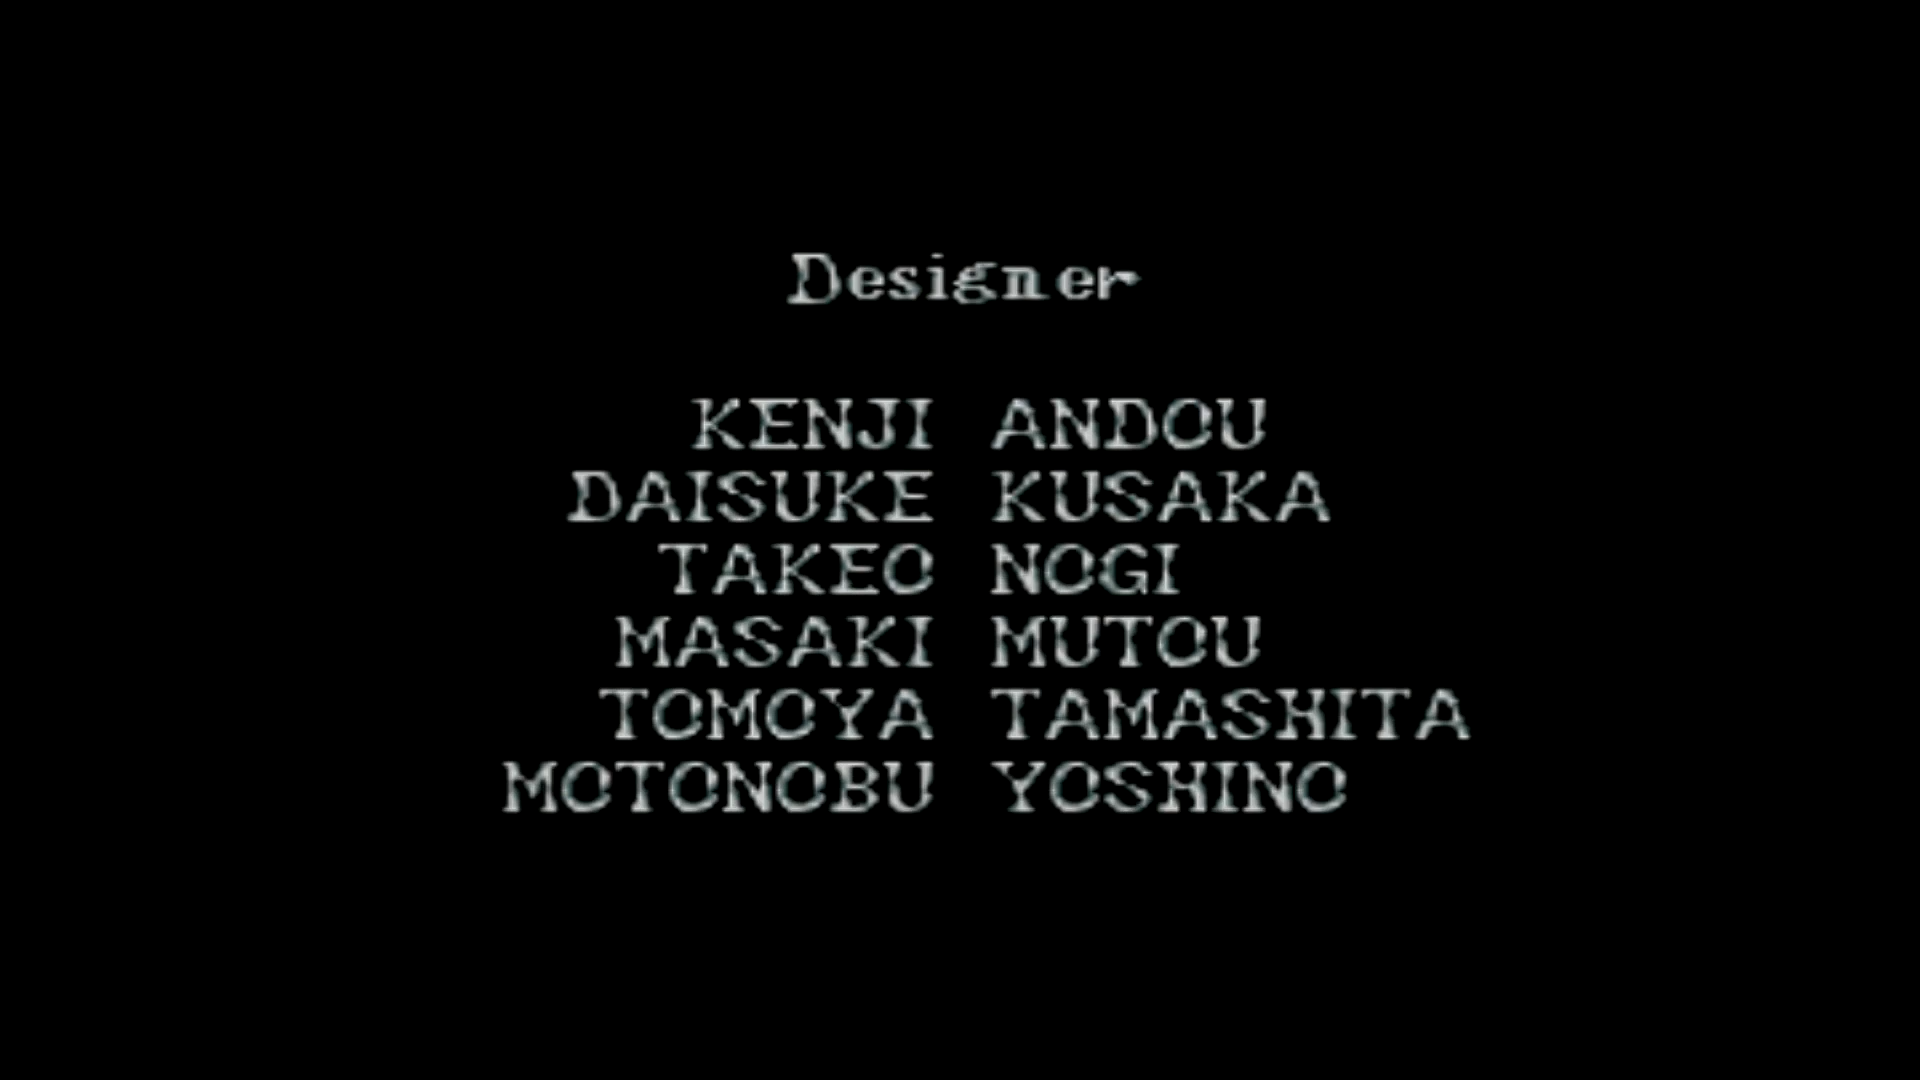 Designer
KENJI ANDOU
DAISUKE KUSAKA
TAKEO NOGI
MASAKI MUTOU
TOMOYA TAMASHITA
MOTONOBU YOSHINO